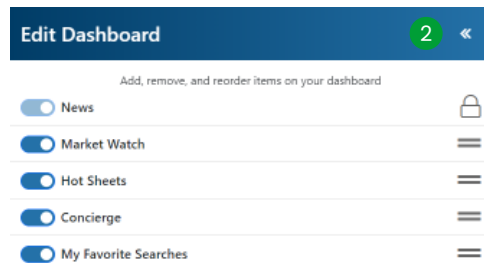 Edit Dashboard 2 «
Add, remove, and reorder items on your dashboard
News
Market Watch
Hot Sheets
Concierge
My Favorite Searches